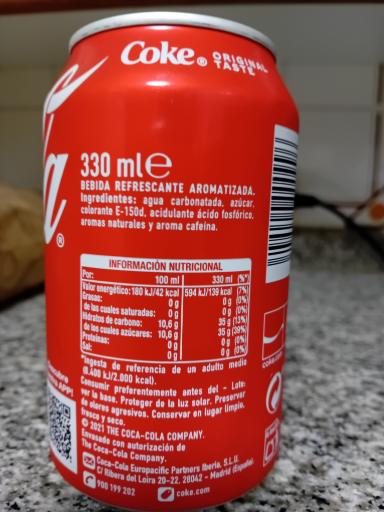 Coke® ORIGINAL TASTE
330 ml e
BEBIDA REFRESCANTE AROMATIZADA.
Ingredientes: agua carbonatada, azúcar,
colorante E-150d, acidulante ácido fosfórico,
aromas naturales y aroma cafeína.
a®
INFORMACIÓN NUTRICIONAL
Por: 100 ml 330 ml (%*)
Valor energético: 180 kJ/42 kcal 594 kJ/139 kcal (7%)
Grasas: 0 g 0 g (0%)
de las cuales saturadas: 0 g 0 g (0%)
Hidratos de carbono: 10,6 g 35 g (13%)
de los cuales azúcares: 10,6 g 35 g (39%)
Proteínas: 0 g 0 g (0%)
Sal: 0 g 0 g (0%)
*Ingesta de referencia de un adulto medio
(8.400 kJ/2.000 kcal).
Consumir preferentemente antes del - Lote:
Ver la base. Proteger de la luz solar. Preservar
de olores agresivos. Conservar en lugar limpio,
fresco y seco.
© 2021 THE COCA-COLA COMPANY.
Envasado con autorización de
The Coca-Cola Company.
Coca-Cola Europacific Partners Iberia, S.L.U.
C/ Ribera del Loira 20-22, 28042 - Madrid (España)
900 199 202 coke.com
APP!